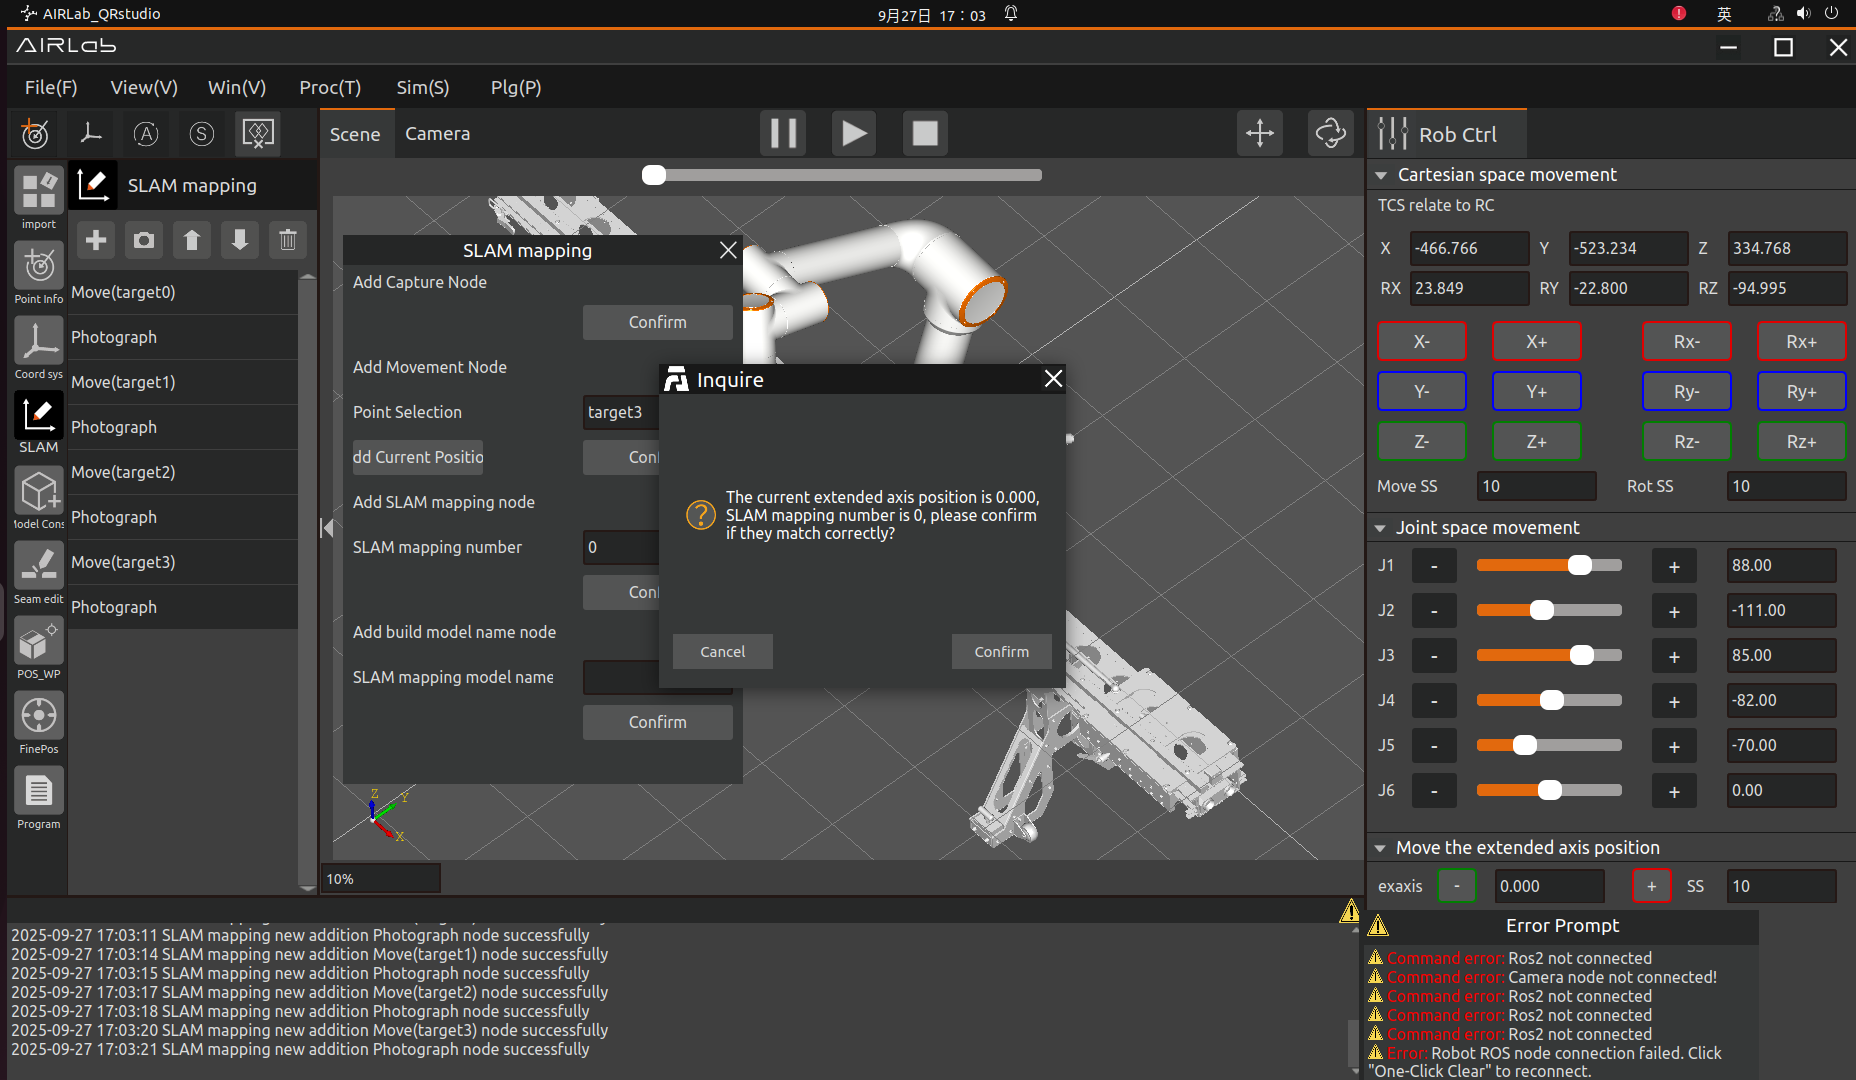 AIRLab_QRstudio
9月27日 17：03
英
AIRLab
File(F) View(V) Win(V) Proc(T) Sim(S) Plg(P)
A S
Scene Camera
Rob Ctrl
import
Point Info
Coord sys
SLAM
Model Cons
Seam edit
POS_WP
FinePos
Program
SLAM mapping
Move(target0)
Photograph
Move(target1)
Photograph
Move(target2)
Photograph
Move(target3)
Photograph
SLAM mapping
Add Capture Node
Confirm
Add Movement Node
Point Selection target3
dd Current Positio Con
Add SLAM mapping node
SLAM mapping number 0
Con
Add build model name node
SLAM mapping model name
Confirm
Inquire
The current extended axis position is 0.000,
SLAM mapping number is 0, please confirm
if they match correctly?
Cancel Confirm
Z Y
X
10%
Cartesian space movement
TCS relate to RC
X -466.766 Y -523.234 Z 334.768
RX 23.849 RY -22.800 RZ -94.995
X- X+ Rx- Rx+
Y- Y+ Ry- Ry+
Z- Z+ Rz- Rz+
Move SS 10 Rot SS 10
Joint space movement
J1 - + 88.00
J2 - + -111.00
J3 - + 85.00
J4 - + -82.00
J5 - + -70.00
J6 - + 0.00
Move the extended axis position
exaxis - 0.000 + SS 10
2025-09-27 17:03:11 SLAM mapping new addition Photograph node successfully
2025-09-27 17:03:14 SLAM mapping new addition Move(target1) node successfully
2025-09-27 17:03:15 SLAM mapping new addition Photograph node successfully
2025-09-27 17:03:17 SLAM mapping new addition Move(target2) node successfully
2025-09-27 17:03:18 SLAM mapping new addition Photograph node successfully
2025-09-27 17:03:20 SLAM mapping new addition Move(target3) node successfully
2025-09-27 17:03:21 SLAM mapping new addition Photograph node successfully
Error Prompt
Command error: Ros2 not connected
Command error: Camera node not connected!
Command error: Ros2 not connected
Command error: Ros2 not connected
Command error: Ros2 not connected
Error: Robot ROS node connection failed. Click
"One-Click Clear" to reconnect.